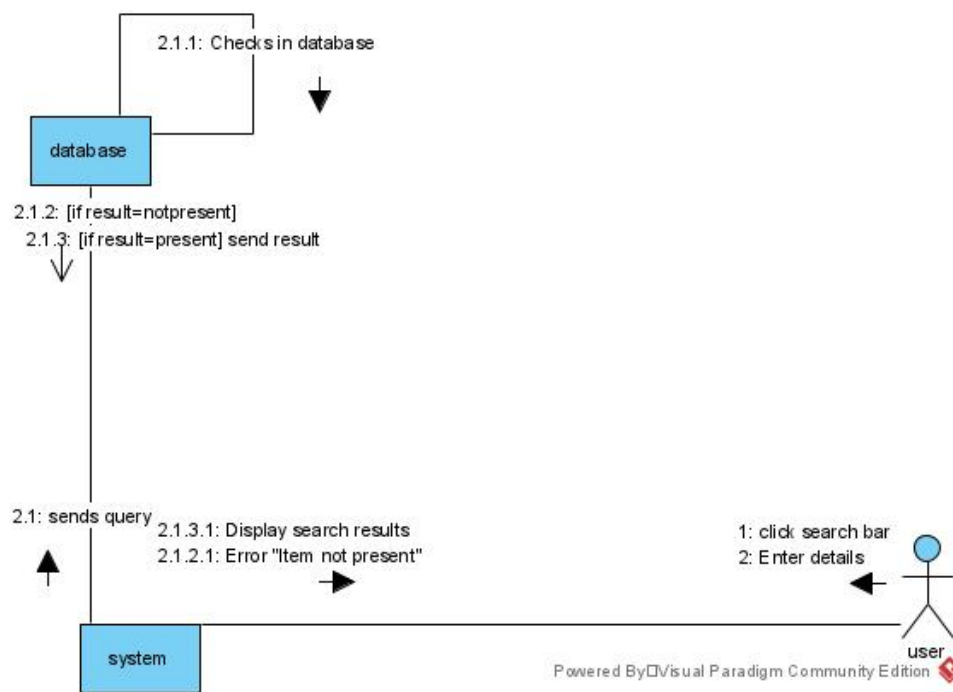 2.1.1: Checks in database
database
2.1.2: [if result=notpresent]
2.1.3: [if result=present] send result
2.1: sends query
2.1.3.1: Display search results
2.1.2.1: Error "Item not present"
1: click search bar
2: Enter details
system
user
Powered By□Visual Paradigm Community Edition